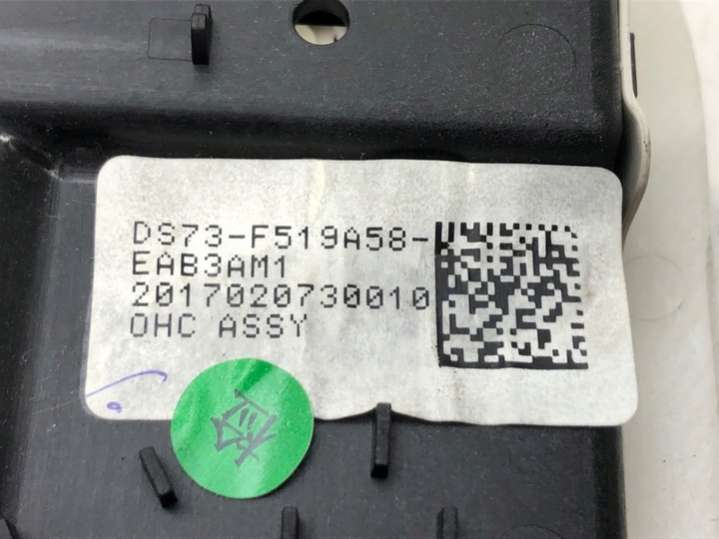 DS73-F519A58-
EAB3AM1
2017020730010
OHC ASSY